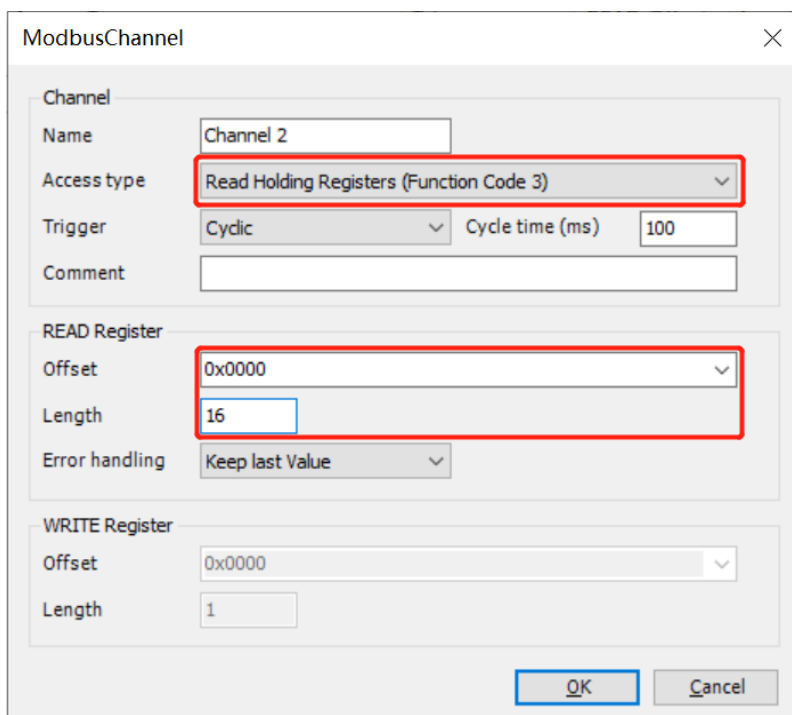 ModbusChannel
Channel
Name Channel 2
Access type Read Holding Registers (Function Code 3)
Trigger Cyclic Cycle time (ms) 100
Comment
READ Register
Offset 0x0000
Length 16
Error handling Keep last Value
WRITE Register
Offset 0x0000
Length 1
OK Cancel